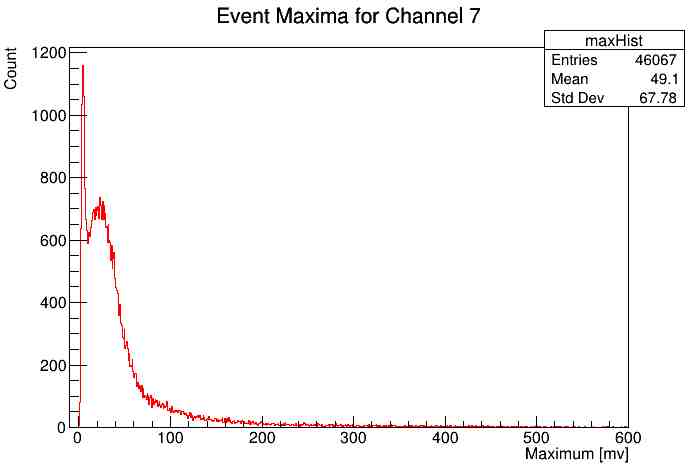 Event Maxima for Channel 7
maxHist
Entries 46067
Mean 49.1
Std Dev 67.78
Count
1200
1000
800
600
400
200
0
0 100 200 300 400 500 600
Maximum [mv]